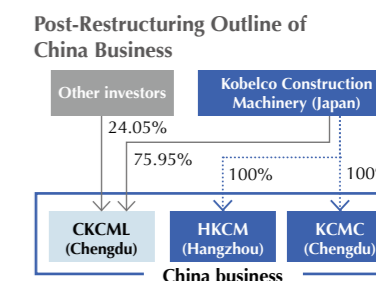 Post-Restructuring Outline of
China Business
Other investors
Kobelco Construction
Machinery (Japan)
24.05%
75.95%
100%
100
CKCML
(Chengdu)
HKCM
(Hangzhou)
KCMC
(Chengdu)
China business